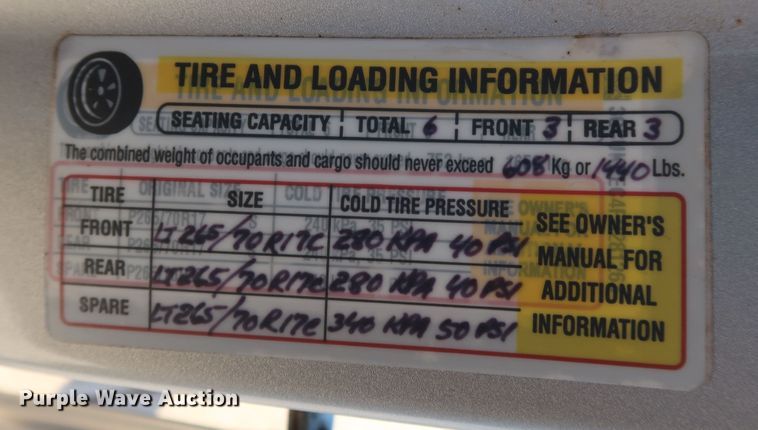 TIRE AND LOADING INFORMATION
SEATING CAPACITY TOTAL 6 FRONT 3 REAR 3
The combined weight of occupants and cargo should never exceed 608 Kg or 1440 Lbs.
TIRE SIZE COLD TIRE PRESSURE SEE OWNER'S MANUAL FOR ADDITIONAL INFORMATION
FRONT LT265/70R17C 280 KPA 40 PSI
REAR LT265/70R17C 280 KPA 40 PSI
SPARE LT265/70R17C 340 KPA 50 PSI
Purple Wave Auction